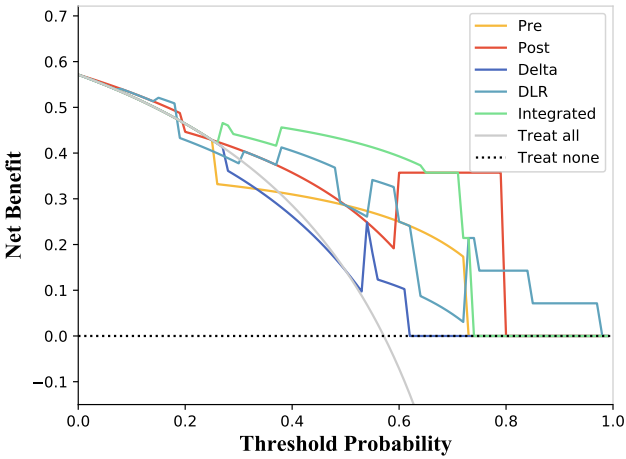 0.7
0.6
0.5
0.4
0.3
0.2
0.1
0.0
−0.1
Net Benefit
Pre
Post
Delta
DLR
Integrated
Treat all
Treat none
0.0 0.2 0.4 0.6 0.8 1.0
Threshold Probability